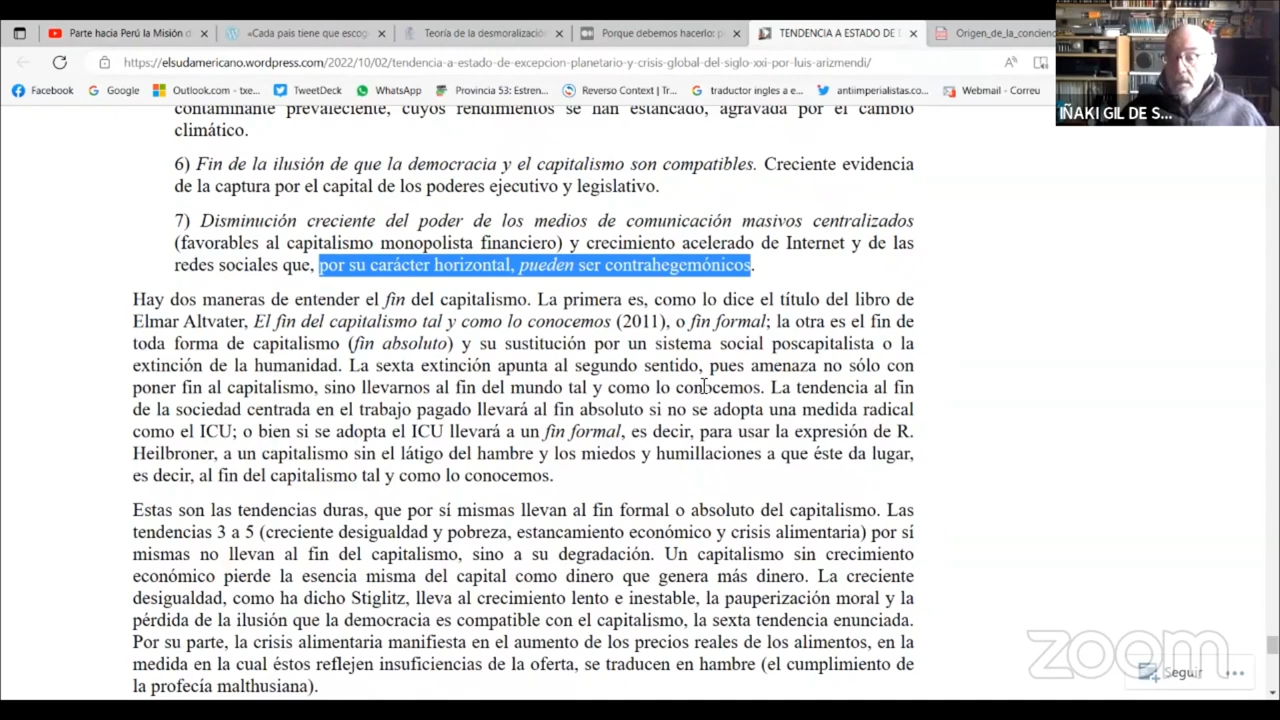 Parte hacia Perú la Misión d
«Cada pais tiene que escog
Teoría de la desmoralizació
Porque debemos hacerlo: p
TENDENCIA A ESTADO DE E
Origen_de_la_concienc
https://elsudamericano.wordpress.com/2022/10/02/tendencia-a-estado-de-excepcion-planetario-y-crisis-global-del-siglo-xxi-por-luis-arizmendi/
Facebook
Google
Outlook.com - txe...
TweetDeck
WhatsApp
Provincia 53: Estren...
Reverso Context | Tr...
traductor ingles a e...
antiimperialistas.co...
Webmail - Correu
IÑAKI GIL DE S...
contaminante prevaleciente, cuyos rendimientos se han estancado, agravada por el cambio
climático.
6) Fin de la ilusión de que la democracia y el capitalismo son compatibles. Creciente evidencia
de la captura por el capital de los poderes ejecutivo y legislativo.
7) Disminución creciente del poder de los medios de comunicación masivos centralizados
(favorables al capitalismo monopolista financiero) y crecimiento acelerado de Internet y de las
redes sociales que, por su carácter horizontal, pueden ser contrahegemónicos.
Hay dos maneras de entender el fin del capitalismo. La primera es, como lo dice el título del libro de
Elmar Altvater, El fin del capitalismo tal y como lo conocemos (2011), o fin formal; la otra es el fin de
toda forma de capitalismo (fin absoluto) y su sustitución por un sistema social poscapitalista o la
extinción de la humanidad. La sexta extinción apunta al segundo sentido, pues amenaza no sólo con
poner fin al capitalismo, sino llevarnos al fin del mundo tal y como lo conocemos. La tendencia al fin
de la sociedad centrada en el trabajo pagado llevará al fin absoluto si no se adopta una medida radical
como el ICU; o bien si se adopta el ICU llevará a un fin formal, es decir, para usar la expresión de R.
Heilbroner, a un capitalismo sin el látigo del hambre y los miedos y humillaciones a que éste da lugar,
es decir, al fin del capitalismo tal y como lo conocemos.
Estas son las tendencias duras, que por sí mismas llevan al fin formal o absoluto del capitalismo. Las
tendencias 3 a 5 (creciente desigualdad y pobreza, estancamiento económico y crisis alimentaria) por sí
mismas no llevan al fin del capitalismo, sino a su degradación. Un capitalismo sin crecimiento
económico pierde la esencia misma del capital como dinero que genera más dinero. La creciente
desigualdad, como ha dicho Stiglitz, lleva al crecimiento lento e inestable, la pauperización moral y la
pérdida de la ilusión que la democracia es compatible con el capitalismo, la sexta tendencia enunciada.
Por su parte, la crisis alimentaria manifiesta en el aumento de los precios reales de los alimentos, en la
medida en la cual éstos reflejen insuficiencias de la oferta, se traducen en hambre (el cumplimiento de
la profecía malthusiana).
zoom
Seguir